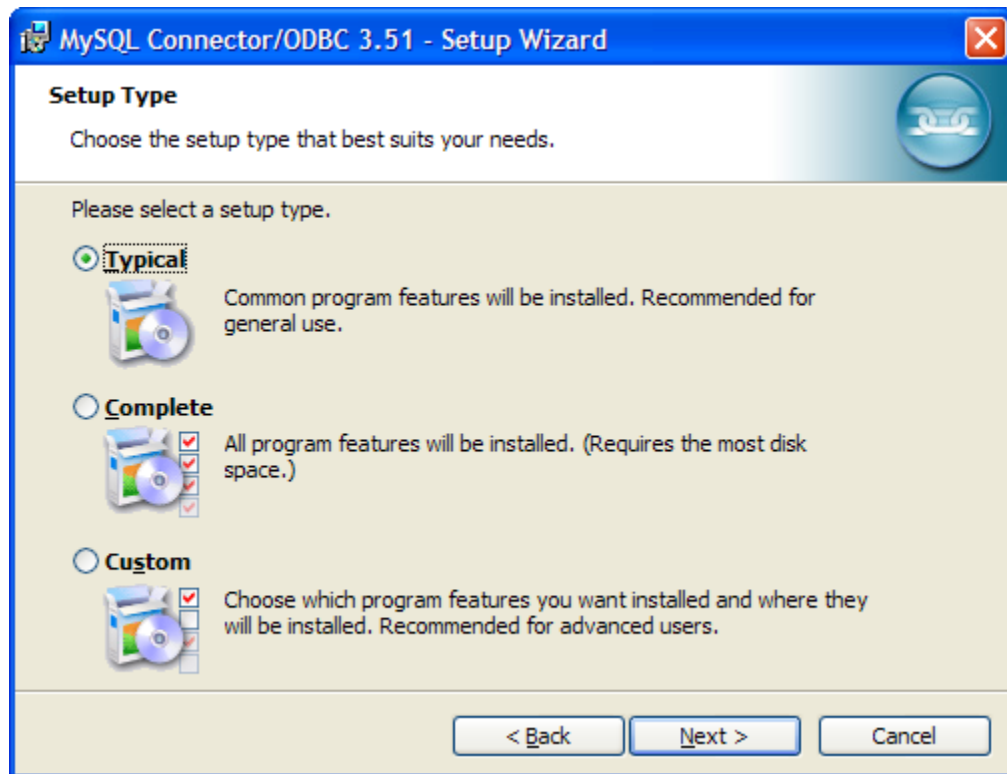 MySQL Connector/ODBC 3.51 - Setup Wizard
Setup Type
Choose the setup type that best suits your needs.
Please select a setup type.
Typical
Common program features will be installed. Recommended for
general use.
Complete
All program features will be installed. (Requires the most disk
space.)
Custom
Choose which program features you want installed and where they
will be installed. Recommended for advanced users.
< Back
Next >
Cancel